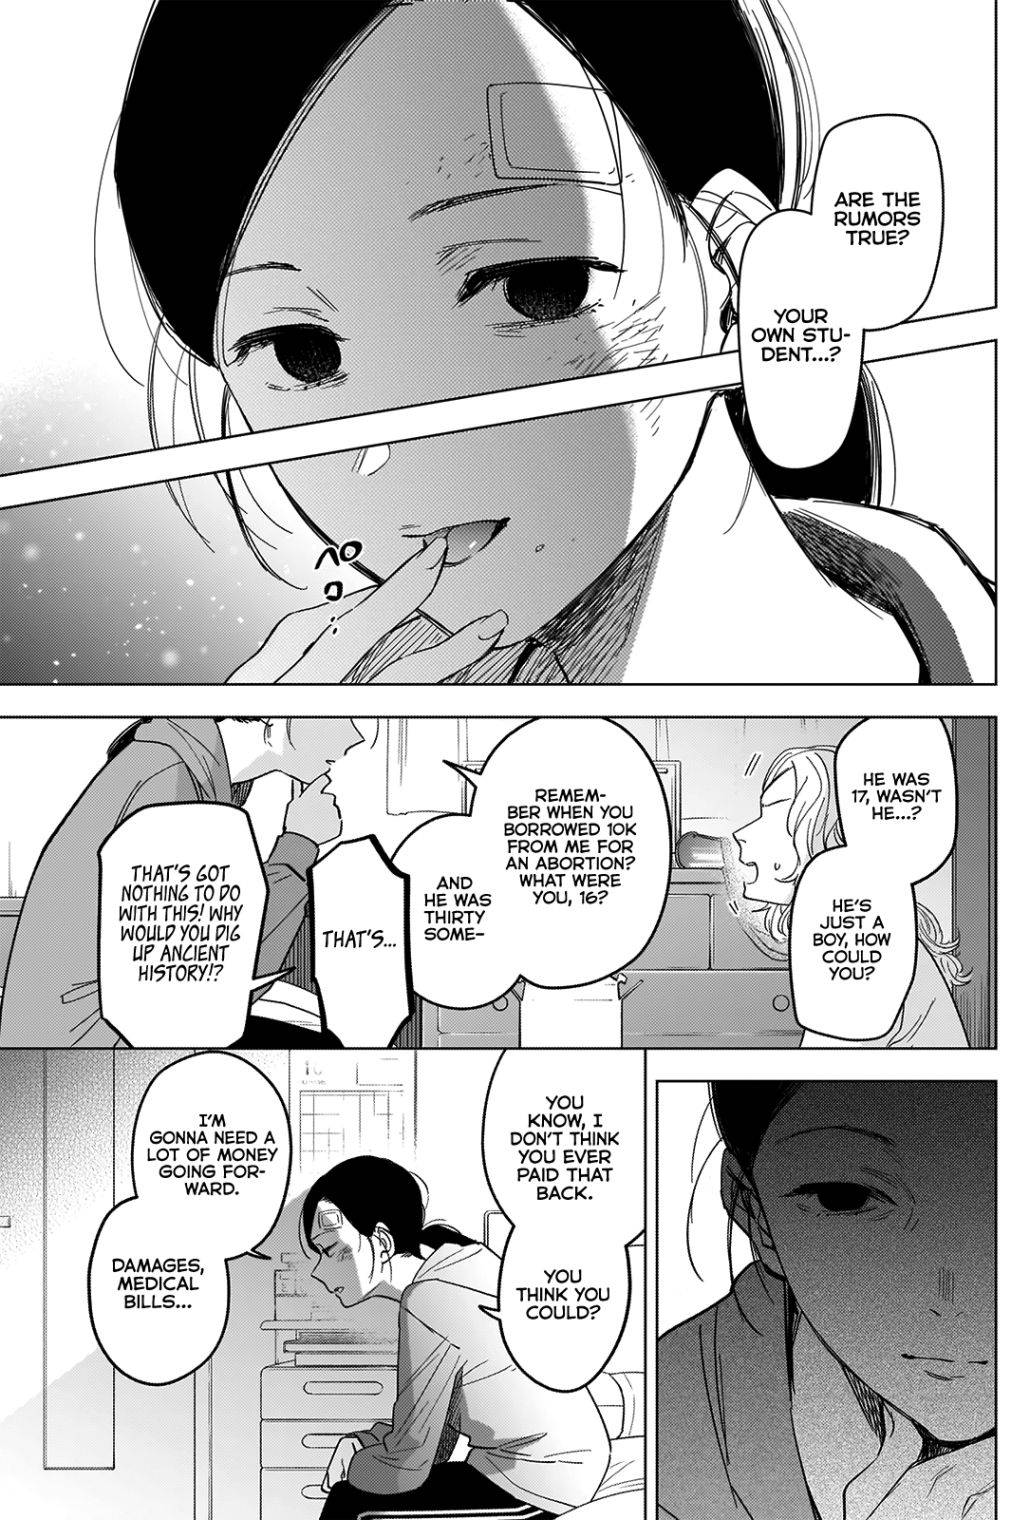 ARE THE
RUMORS
TRUE?
YOUR
OWN STU-
DENT...?
ペロ
ロ
HE WAS
17, WASN'T
HE...?
HE'S
JUST A
BOY, HOW
COULD
YOU?
REMEM-
BER WHEN YOU
BORROWED 10K
FROM ME FOR
AN ABORTION?
WHAT WERE
YOU, 16?
AND
HE WAS
THIRTY
SOME-
THAT'S...
THAT'S GOT
NOTHING TO DO
WITH THIS! WHY
WOULD YOU DIG
UP ANCIENT
HISTORY!?
YOU
KNOW, I
DON'T THINK
YOU EVER
PAID THAT
BACK.
YOU
THINK YOU
COULD?
I'M
GONNA NEED A
LOT OF MONEY
GOING FOR-
WARD.
DAMAGES,
MEDICAL
BILLS...